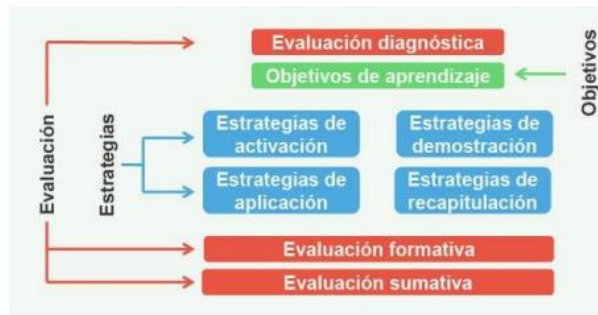 Evaluación diagnóstica
Objetivos de aprendizaje
Objetivos
Evaluación
Estrategias
Estrategias de
activación
Estrategias de
demostración
Estrategias de
aplicación
Estrategias de
recapitulación
Evaluación formativa
Evaluación sumativa